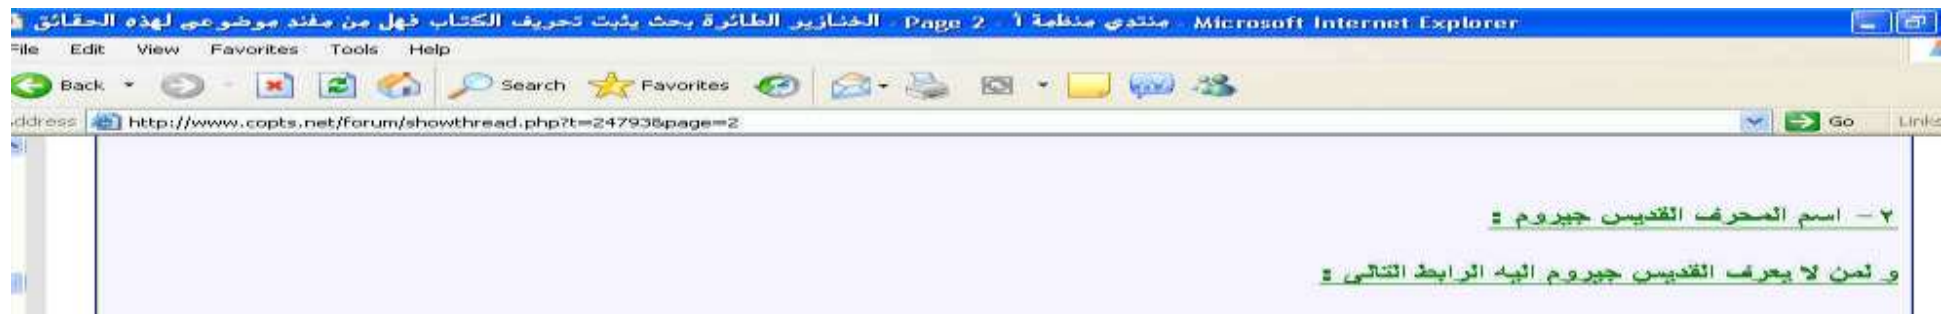 الخنازير الطائرة بحث يثبت تحريف الكتاب فهل من مفند موضوعى لهذه الحقائق - Page 2 - منتدى منظمة أ - Microsoft Internet Explorer
File Edit View Favorites Tools Help
Back Search Favorites
Address http://www.copts.net/forum/showthread.php?t=24793&page=2 Go Links
٢ – اسم المحرف القديس جيروم :
و لمن لا يعرف القديس جيروم اليه الرابط التالى :